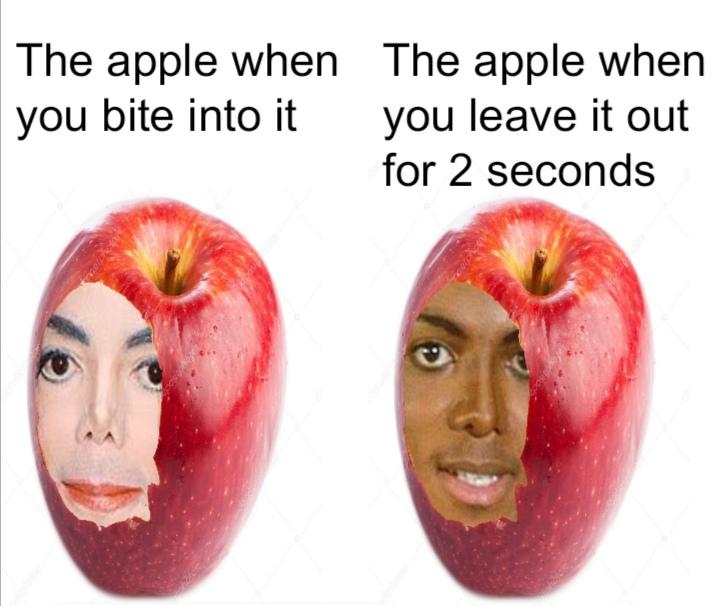 The apple when
you bite into it
The apple when
you leave it out
for 2 seconds